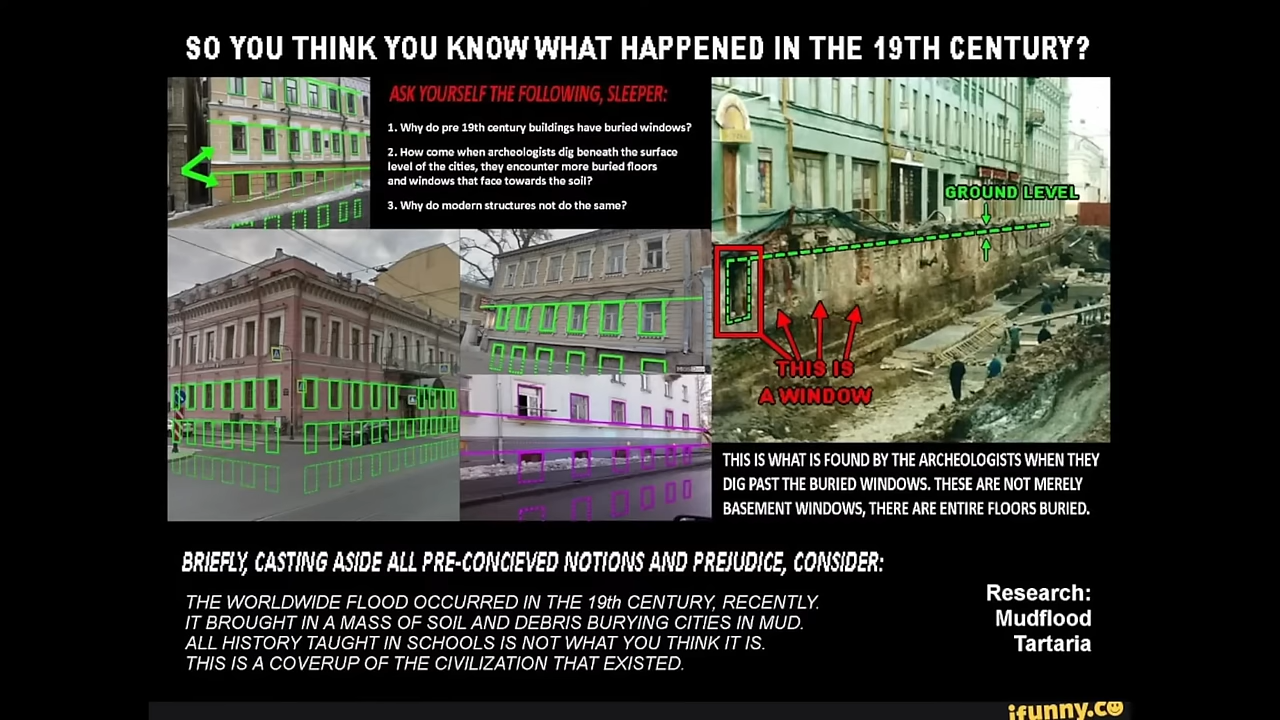 SO YOU THINK YOU KNOW WHAT HAPPENED IN THE 19TH CENTURY?
ASK YOURSELF THE FOLLOWING, SLEEPER:
1. Why do pre 19th century buildings have buried windows?
2. How come when archeologists dig beneath the surface
level of the cities, they encounter more buried floors
and windows that face towards the soil?
3. Why do modern structures not do the same?
GROUND LEVEL
THIS IS
A WINDOW
THIS IS WHAT IS FOUND BY THE ARCHEOLOGISTS WHEN THEY
DIG PAST THE BURIED WINDOWS. THESE ARE NOT MERELY
BASEMENT WINDOWS, THERE ARE ENTIRE FLOORS BURIED.
BRIEFLY, CASTING ASIDE ALL PRE-CONCIEVED NOTIONS AND PREJUDICE, CONSIDER:
THE WORLDWIDE FLOOD OCCURRED IN THE 19th CENTURY, RECENTLY.
IT BROUGHT IN A MASS OF SOIL AND DEBRIS BURYING CITIES IN MUD.
ALL HISTORY TAUGHT IN SCHOOLS IS NOT WHAT YOU THINK IT IS.
THIS IS A COVERUP OF THE CIVILIZATION THAT EXISTED.
Research:
Mudflood
Tartaria
ifunny.co